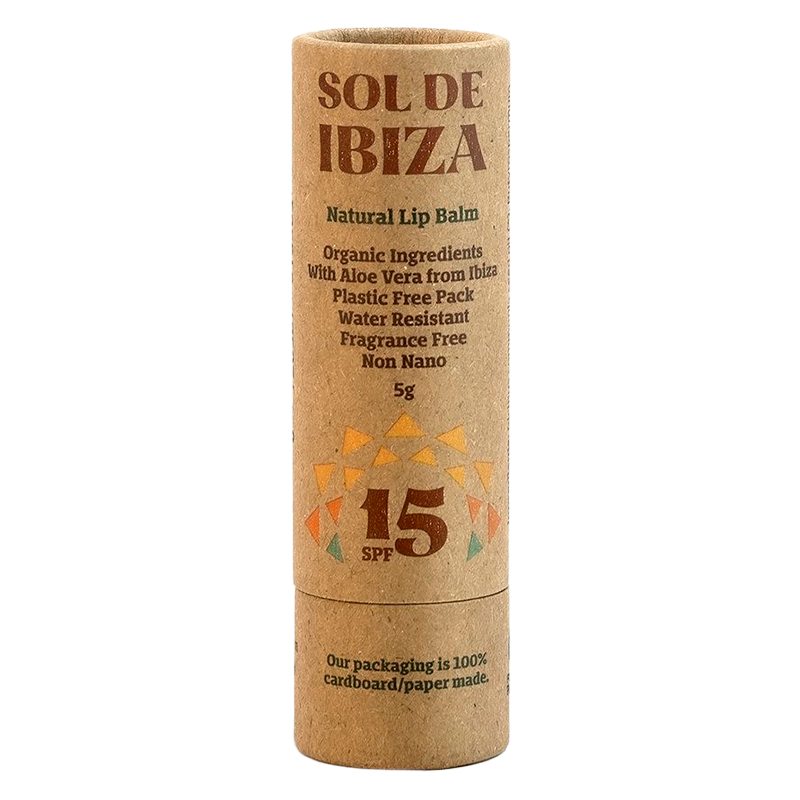 SOL DE
IBIZA
Natural Lip Balm
Organic Ingredients
With Aloe Vera from Ibiza
Plastic Free Pack
Water Resistant
Fragrance Free
Non Nano
5g
15
SPF
Our packaging is 100%
cardboard/paper made.